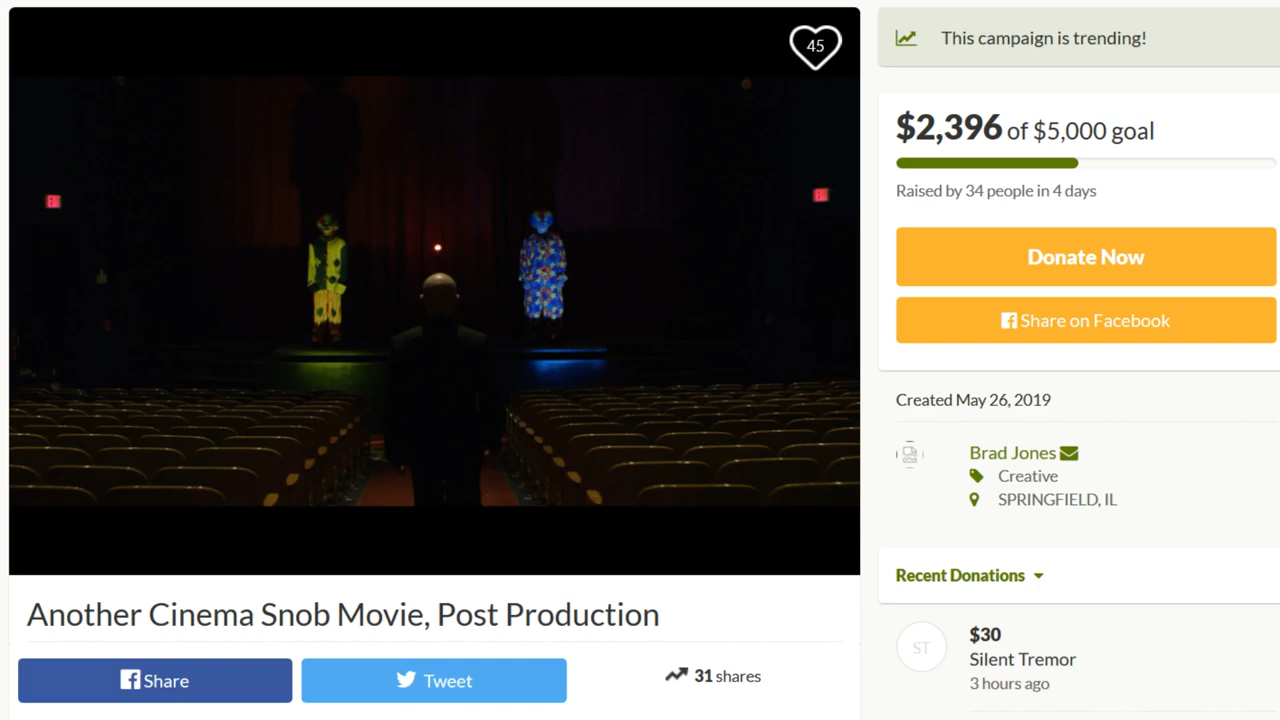 45
EXIT
EXIT
Another Cinema Snob Movie, Post Production
Share
Tweet
31 shares
This campaign is trending!
$2,396 of $5,000 goal
Raised by 34 people in 4 days
Donate Now
Share on Facebook
Created May 26, 2019
Brad Jones
Creative
SPRINGFIELD, IL
Recent Donations
ST
$30
Silent Tremor
3 hours ago